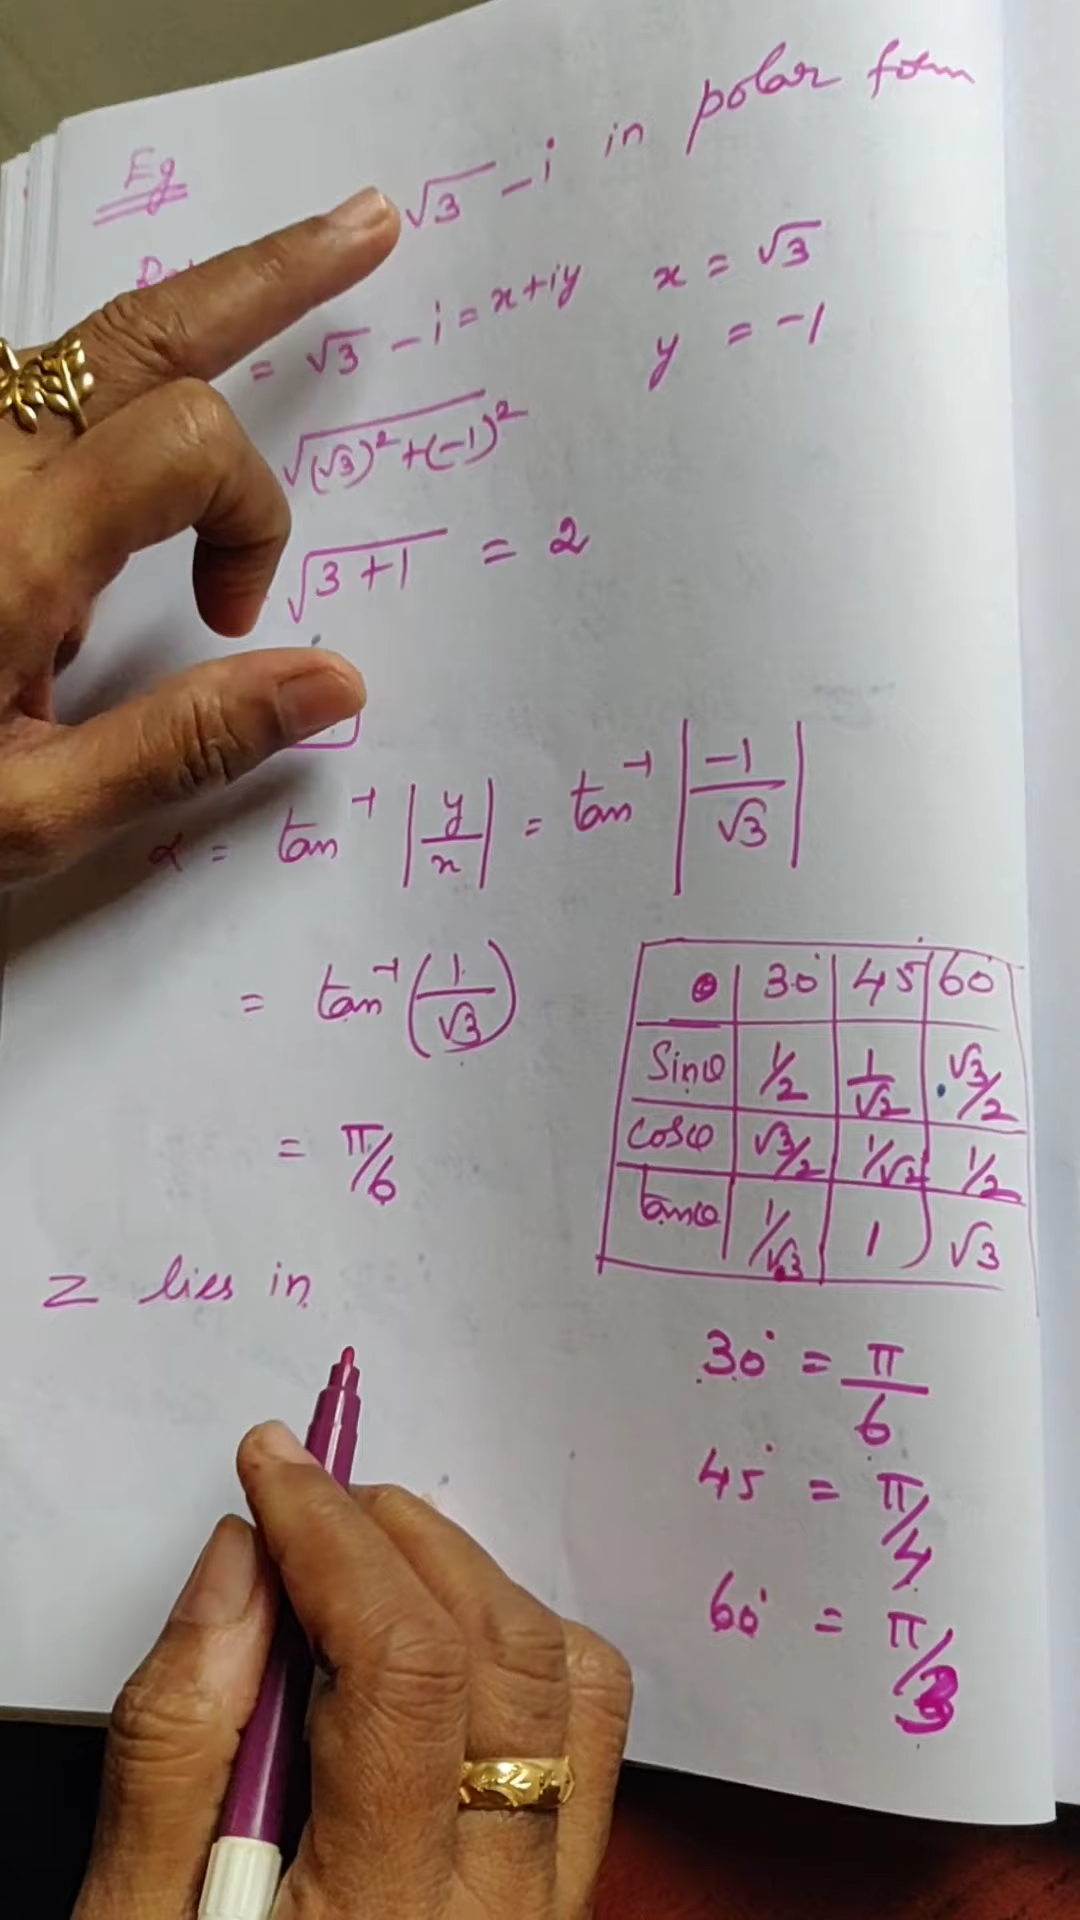 Eg
√3 - i in polar form
= √3 - i = x+iy
x = √3
y = -1
√(√3)² + (-1)²
√3+1 = 2
α = tan⁻¹ |y/x| = tan⁻¹ |-1/√3|
= tan⁻¹ (1/√3)
= π/6
θ 30° 45 60°
Sinθ 1/2 1/√2 √3/2
cosθ √3/2 1/√2 1/2
tanθ 1/√3 1 √3
z lies in
30° = π/6
45° = π/4
60° = π/3